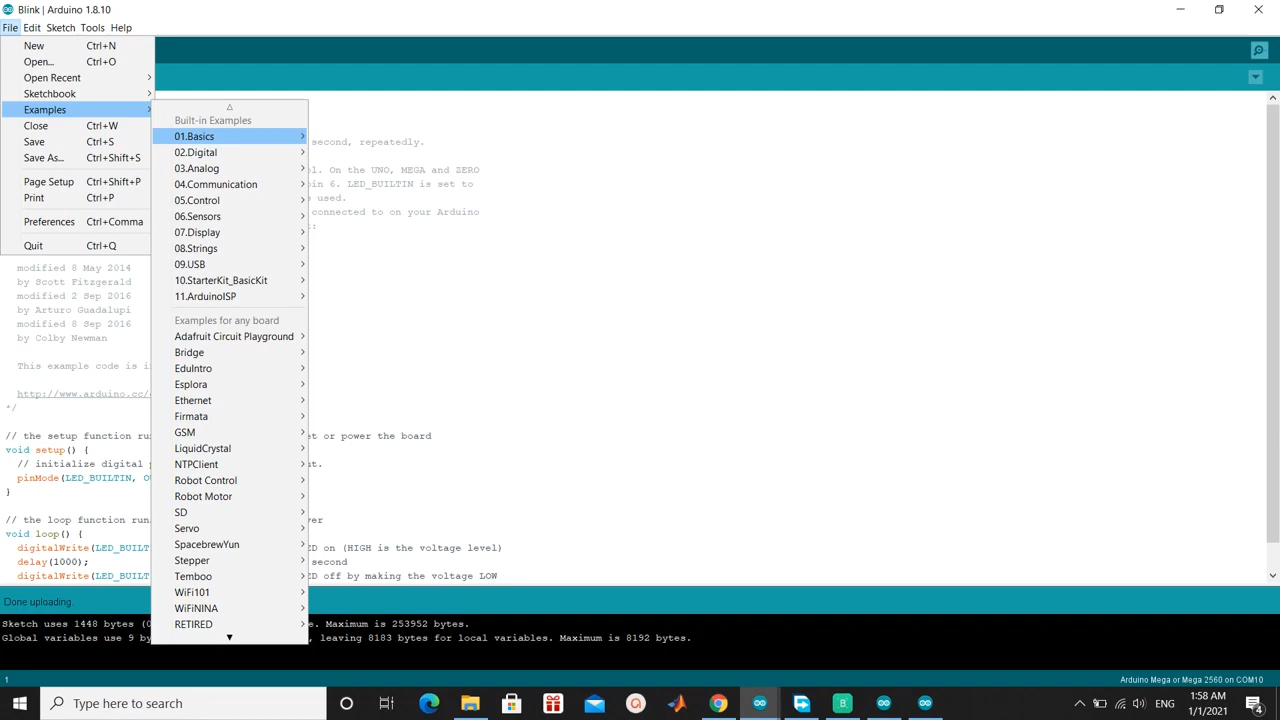 Blink | Arduino 1.8.10
File Edit Sketch Tools Help
New Ctrl+N
Open... Ctrl+O
Open Recent
Sketchbook
Examples
Close Ctrl+W
Save Ctrl+S
Save As... Ctrl+Shift+S
Page Setup Ctrl+Shift+P
Print Ctrl+P
Preferences Ctrl+Comma
Quit Ctrl+Q
Built-in Examples
01.Basics
02.Digital
03.Analog
04.Communication
05.Control
06.Sensors
07.Display
08.Strings
09.USB
10.StarterKit_BasicKit
11.ArduinoISP
Examples for any board
Adafruit Circuit Playground
Bridge
EduIntro
Esplora
Ethernet
Firmata
GSM
LiquidCrystal
NTPClient
Robot Control
Robot Motor
SD
Servo
SpacebrewYun
Stepper
Temboo
WiFi101
WiFiNINA
RETIRED
second, repeatedly.
ol. On the UNO, MEGA and ZERO
pin 6. LED_BUILTIN is set to
used.
connected to on your Arduino
modified 8 May 2014
by Scott Fitzgerald
modified 2 Sep 2016
by Arturo Guadalupi
modified 8 Sep 2016
by Colby Newman
This example code is i
http://www.arduino.cc/
*/
// the setup function ru et or power the board
void setup() {
// initialize digital t.
pinMode(LED_BUILTIN, O
}
// the loop function run ver
void loop() {
digitalWrite(LED_BUILT ED on (HIGH is the voltage level)
delay(1000); second
digitalWrite(LED_BUILT ED off by making the voltage LOW
Done uploading.
Sketch uses 1448 bytes (0 e. Maximum is 253952 bytes.
Global variables use 9 by , leaving 8183 bytes for local variables. Maximum is 8192 bytes.
1 Arduino Mega or Mega 2560 on COM10
Type here to search
ENG
1:58 AM
1/1/2021
4